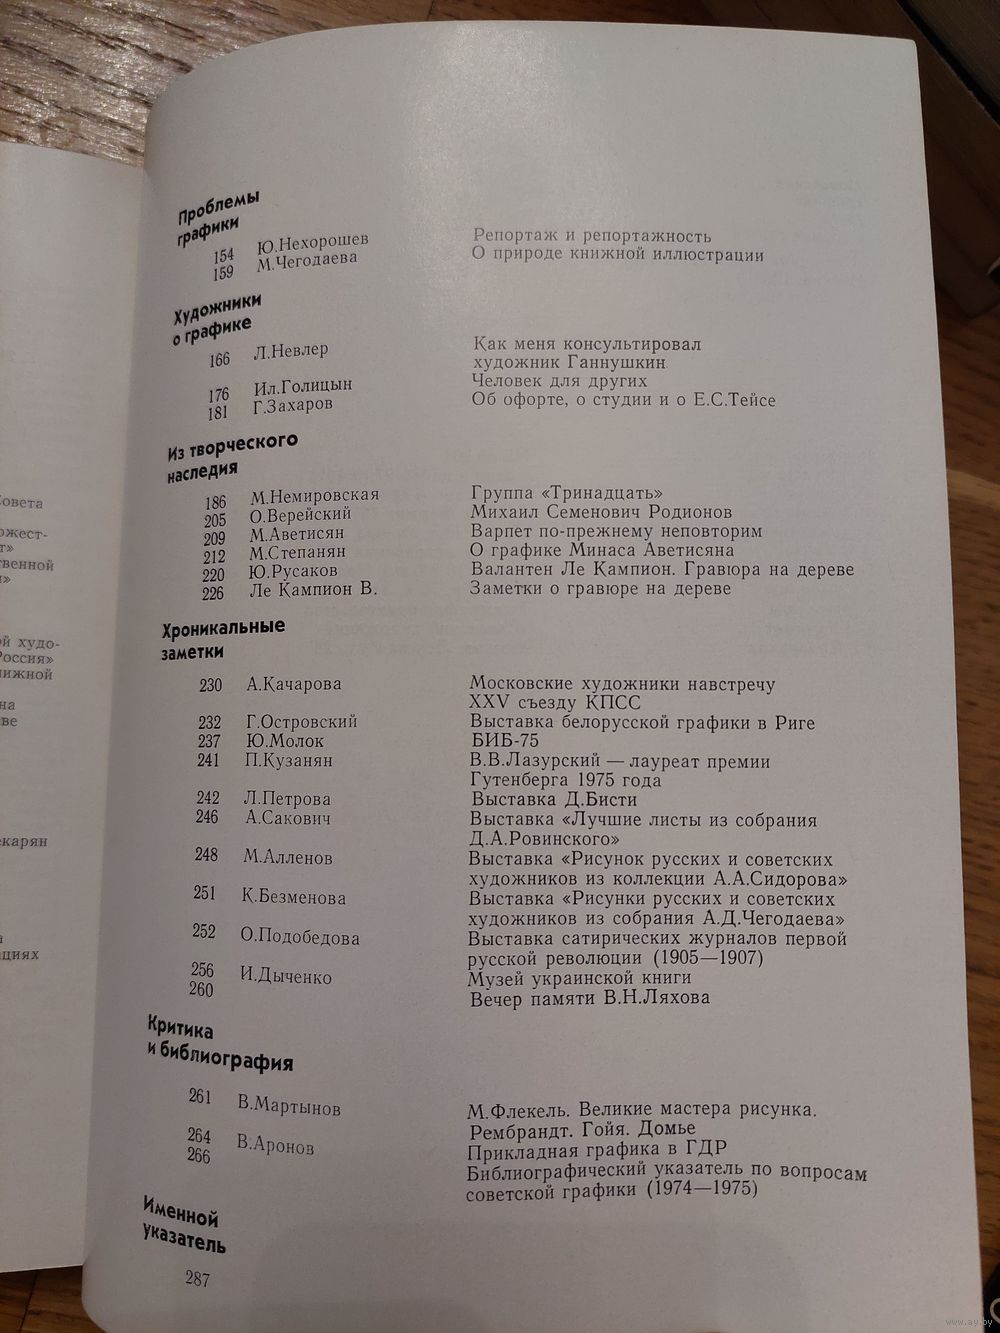 Проблемы
графики
154 Ю.Нехорошев Репортаж и репортажность
159 М.Чегодаева О природе книжной иллюстрации
Художники
о графике
166 Л.Невлер Как меня консультировал
художник Ганнушкин
176 Ил.Голицын Человек для других
181 Г.Захаров Об офорте, о студии и о Е.С.Тейсе
Из творческого
наследия
186 М.Немировская Группа «Тринадцать»
205 О.Верейский Михаил Семенович Родионов
209 М.Аветисян Варпет по-прежнему неповторим
212 М.Степанян О графике Минаса Аветисяна
220 Ю.Русаков Валантен Ле Кампион. Гравюра на дереве
226 Ле Кампион В. Заметки о гравюре на дереве
Хроникальные
заметки
230 А.Качарова Московские художники навстречу
XXV съезду КПСС
232 Г.Островский Выставка белорусской графики в Риге
237 Ю.Молок БИБ-75
241 П.Кузанян В.В.Лазурский — лауреат премии
Гутенберга 1975 года
242 Л.Петрова Выставка Д.Бисти
246 А.Сакович Выставка «Лучшие листы из собрания
Д.А.Ровинского»
248 М.Алленов Выставка «Рисунок русских и советских
художников из коллекции А.А.Сидорова»
251 К.Безменова Выставка «Рисунки русских и советских
художников из собрания А.Д.Чегодаева»
252 О.Подобедова Выставка сатирических журналов первой
русской революции (1905—1907)
256 И.Дыченко Музей украинской книги
260 Вечер памяти В.Н.Ляхова
Критика
и библиография
261 В.Мартынов М.Флекель. Великие мастера рисунка.
Рембрандт. Гойя. Домье
264 В.Аронов Прикладная графика в ГДР
266 Библиографический указатель по вопросам
советской графики (1974—1975)
Именной
указатель
287
www.ay.by